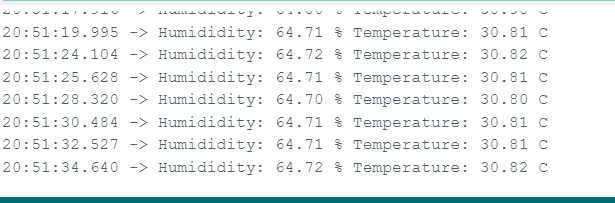 20:51:19.995 -> Humididity: 64.71 % Temperature: 30.81 C
20:51:24.104 -> Humididity: 64.72 % Temperature: 30.82 C
20:51:25.628 -> Humididity: 64.71 % Temperature: 30.81 C
20:51:28.320 -> Humididity: 64.70 % Temperature: 30.80 C
20:51:30.484 -> Humididity: 64.71 % Temperature: 30.81 C
20:51:32.527 -> Humididity: 64.71 % Temperature: 30.81 C
20:51:34.640 -> Humididity: 64.72 % Temperature: 30.82 C